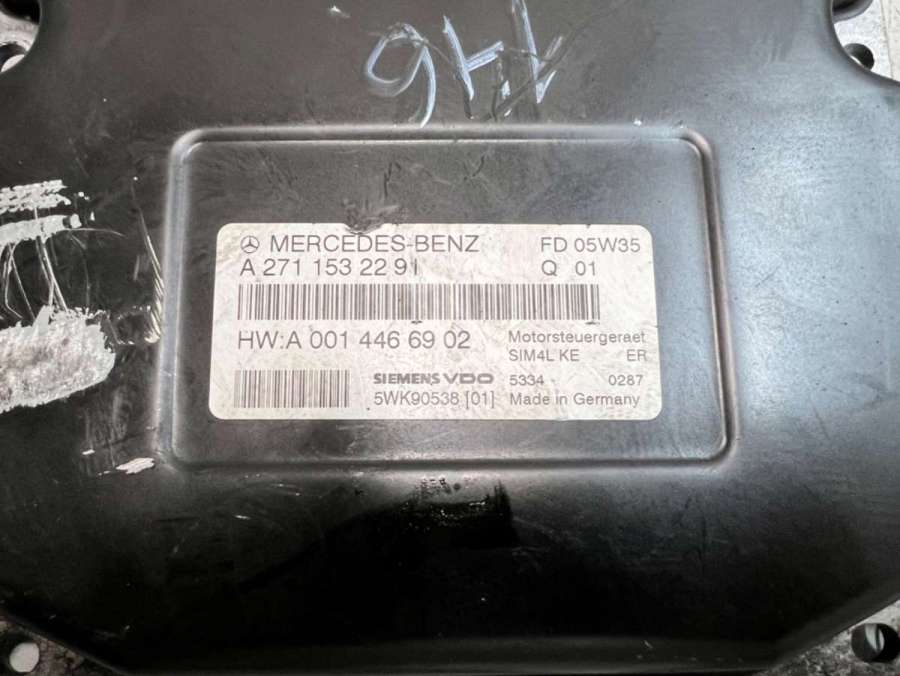 MERCEDES-BENZ FD 05W35
A 271 153 22 91 Q 01
HW:A 001 446 69 02 Motorsteuergeraet
SIM4L KE ER
SIEMENS VDO 5334 - 0287
5WK90538 [01] Made in Germany